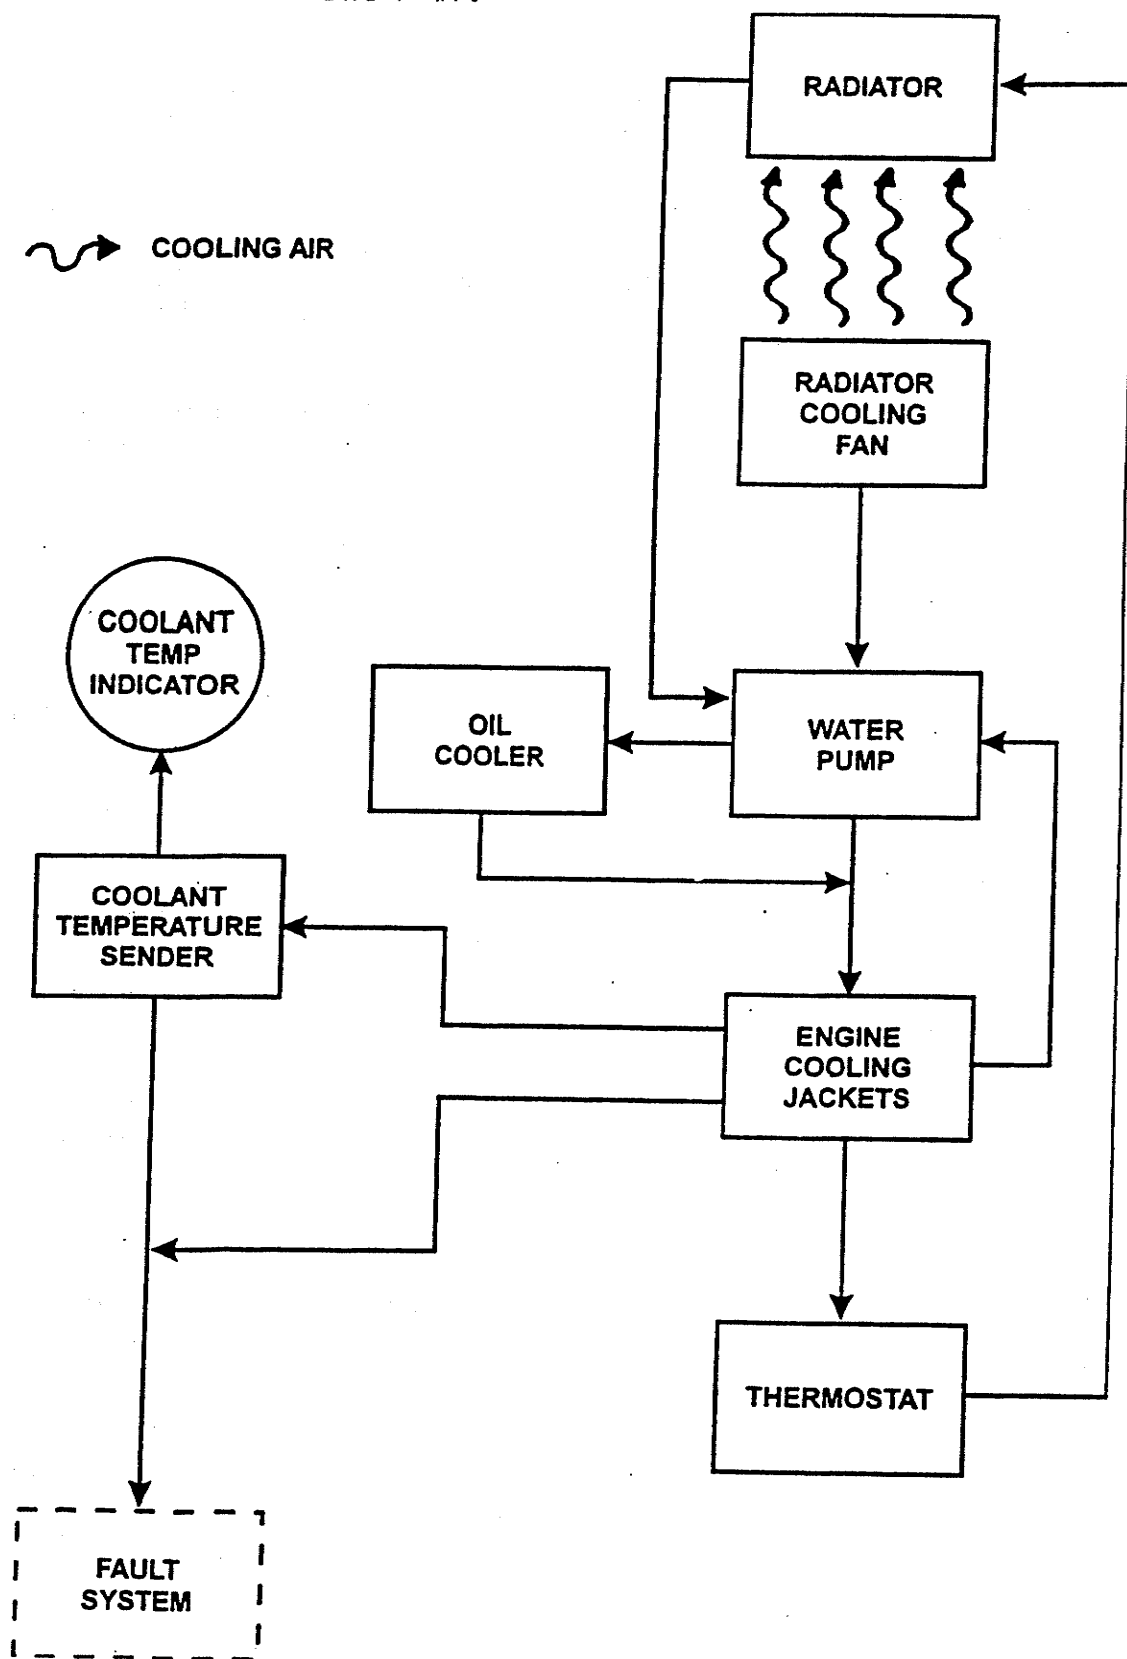 RADIATOR
COOLING AIR
RADIATOR
COOLING
FAN
COOLANT
TEMP
INDICATOR
OIL
COOLER
WATER
PUMP
COOLANT
TEMPERATURE
SENDER
ENGINE
COOLING
JACKETS
THERMOSTAT
FAULT
SYSTEM